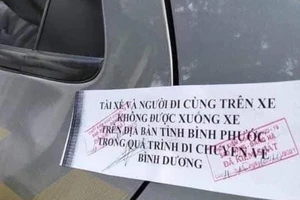 TÀI XẾ VÀ NGƯỜI ĐI CÙNG TRÊN XE
KHÔNG ĐƯỢC XUỐNG XE
TRÊN ĐỊA BÀN TỈNH BÌNH PHƯỚC
TRONG QUÁ TRÌNH DI CHUYỂN VỀ
BÌNH DƯƠNG